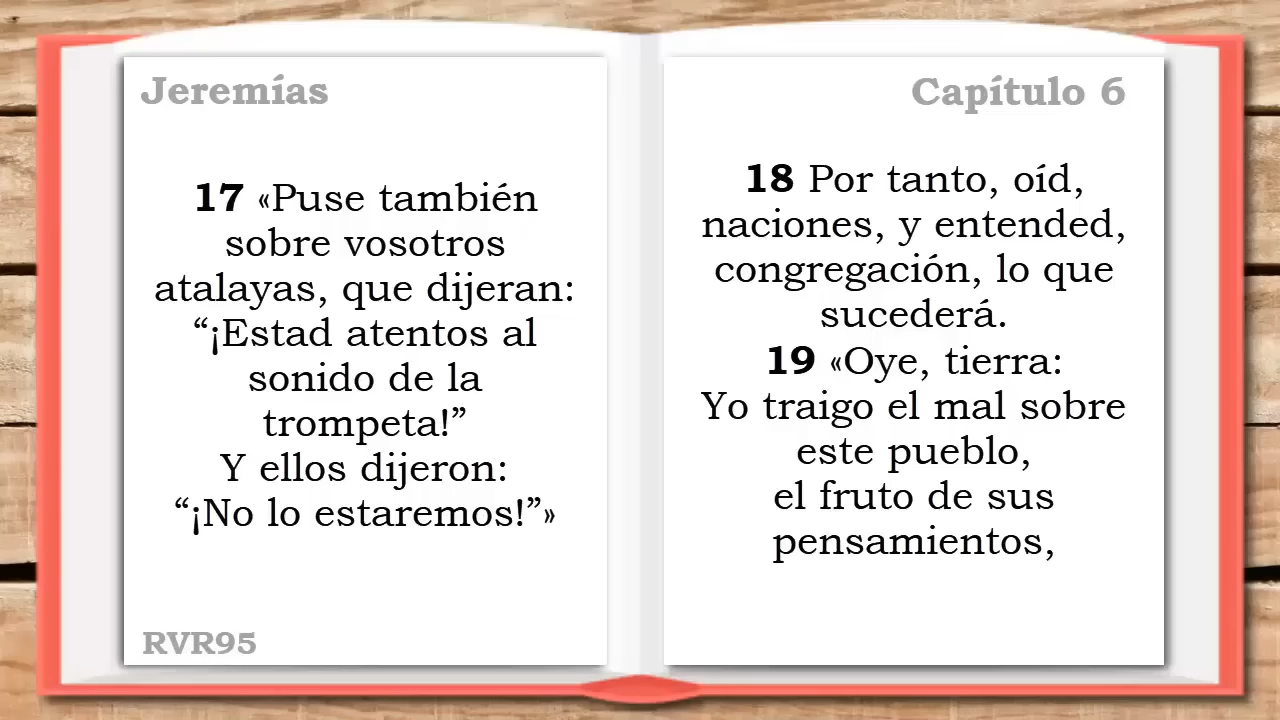 Jeremías
17 «Puse también
sobre vosotros
atalayas, que dijeran:
“¡Estad atentos al
sonido de la
trompeta!”
Y ellos dijeron:
“¡No lo estaremos!”»
RVR95
Capítulo 6
18 Por tanto, oíd,
naciones, y entended,
congregación, lo que
sucederá.
19 «Oye, tierra:
Yo traigo el mal sobre
este pueblo,
el fruto de sus
pensamientos,